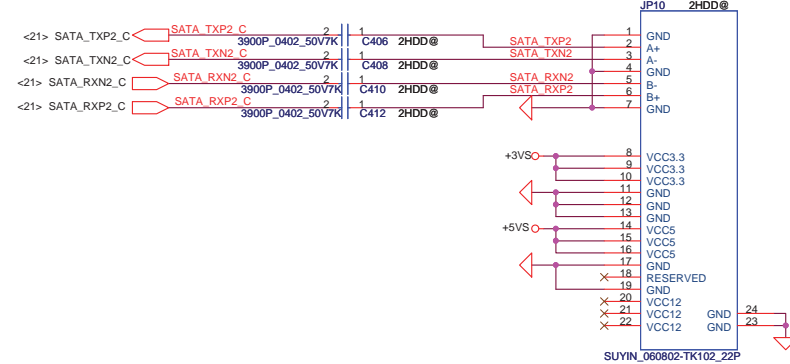 JP10 2HDD@
<21> SATA_TXP2_C SATA_TXP2_C 2 1 1 GND
3900P_0402_50V7K C406 2HDD@ SATA_TXP2 2 A+
<21> SATA_TXN2_C SATA_TXN2_C 2 1 SATA_TXN2 3 A-
3900P_0402_50V7K C408 2HDD@ 4 GND
<21> SATA_RXN2_C SATA_RXN2_C 2 1 SATA_RXN2 5 B-
3900P_0402_50V7K C410 2HDD@ SATA_RXP2 6 B+
<21> SATA_RXP2_C SATA_RXP2_C 2 1 7 GND
3900P_0402_50V7K C412 2HDD@
+3VS 8 VCC3.3
9 VCC3.3
10 VCC3.3
11 GND
12 GND
13 GND
+5VS 14 VCC5
15 VCC5
16 VCC5
17 GND
18 RESERVED
19 GND
20 VCC12
21 VCC12 GND 24
22 VCC12 GND 23
SUYIN_060802-TK102_22P